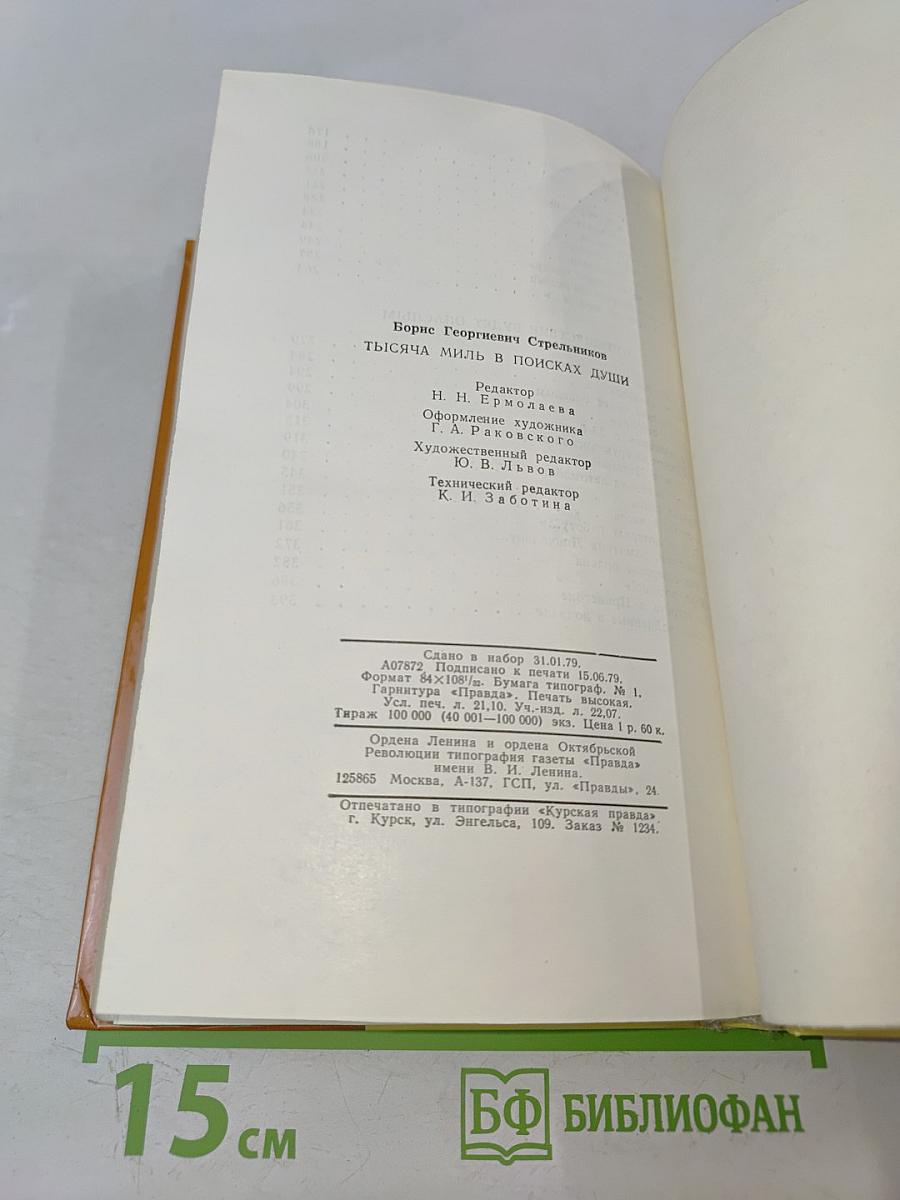 Борис Георгиевич Стрельников
ТЫСЯЧА МИЛЬ В ПОИСКАХ ДУШИ
Редактор
Н. Н. Ермолаева
Оформление художника
Г. А. Раковского
Художественный редактор
Ю. В. Львов
Технический редактор
К. И. Заботина
Сдано в набор 31.01.79.
А07872 Подписано к печати 15.06.79.
Формат 84×108¹/₃₂. Бумага типограф. № 1.
Гарнитура «Правда». Печать высокая.
Усл. печ. л. 21,10. Уч.-изд. л. 22,07.
Тираж 100 000 (40 001—100 000) экз. Цена 1 р. 60 к.
Ордена Ленина и ордена Октябрьской
Революции типография газеты «Правда»
имени В. И. Ленина.
125865 Москва, А-137, ГСП, ул. «Правды», 24.
Отпечатано в типографии «Курская правда»
г. Курск, ул. Энгельса, 109. Заказ № 1234.
15 см
БФ БИБЛИОФАН